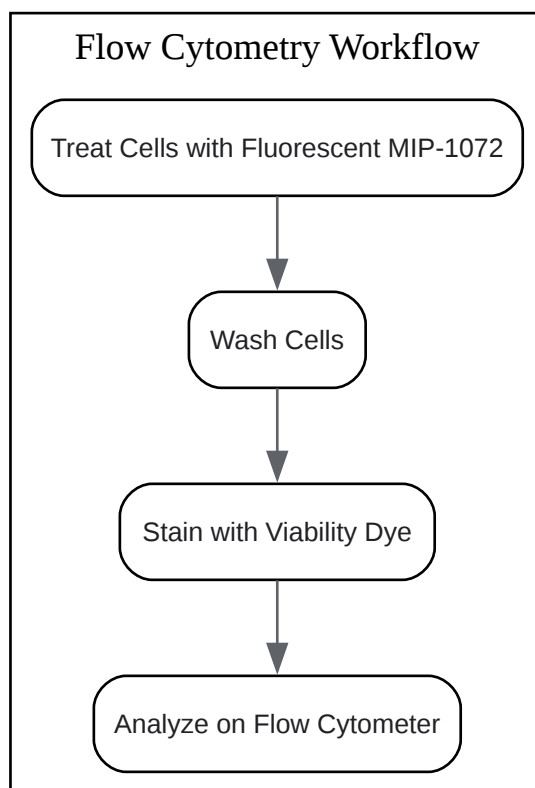 Flow Cytometry Workflow
Treat Cells with Fluorescent MIP-1072
Wash Cells
Stain with Viability Dye
Analyze on Flow Cytometer